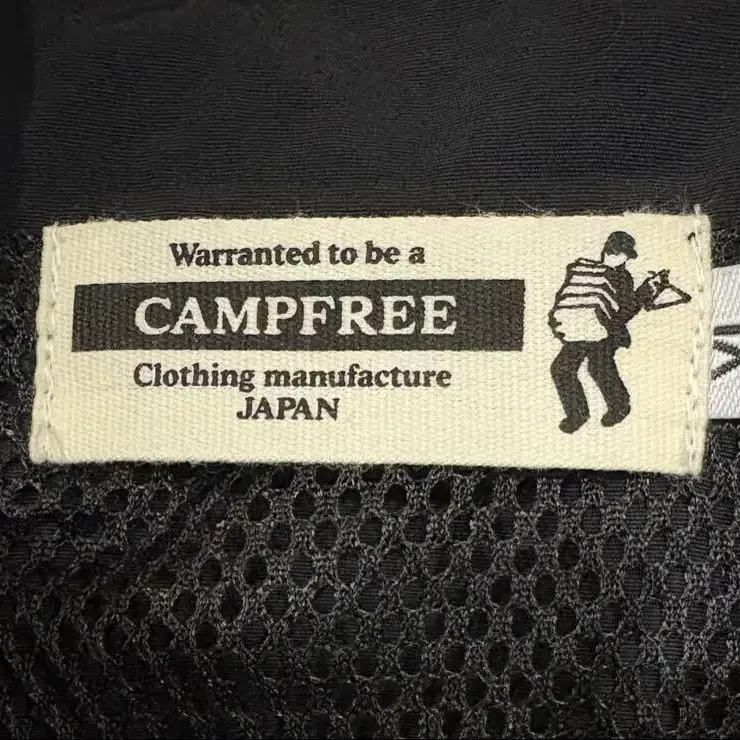 Warranted to be a
CAMPFREE
Clothing manufacture
JAPAN